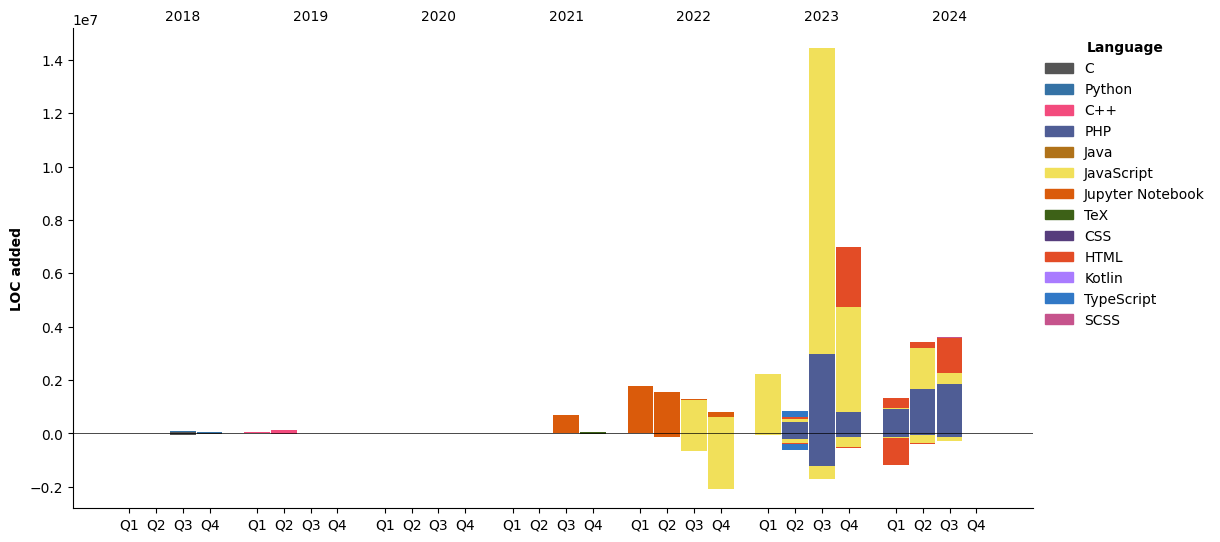 1e7
2018 2019 2020 2021 2022 2023 2024
LOC added
1.4
1.2
1.0
0.8
0.6
0.4
0.2
0.0
−0.2
Q1 Q2 Q3 Q4 Q1 Q2 Q3 Q4 Q1 Q2 Q3 Q4 Q1 Q2 Q3 Q4 Q1 Q2 Q3 Q4 Q1 Q2 Q3 Q4 Q1 Q2 Q3 Q4
Language
C
Python
C++
PHP
Java
JavaScript
Jupyter Notebook
TeX
CSS
HTML
Kotlin
TypeScript
SCSS